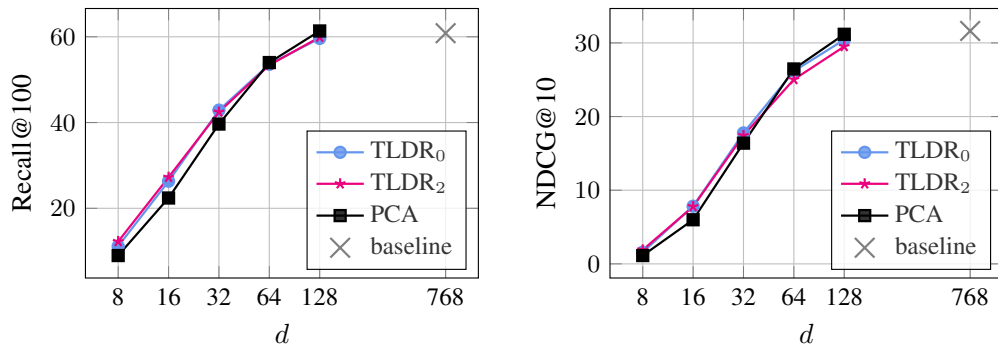 Recall@100
60
40
20
8 16 32 64 128 768
d
TLDR₀
TLDR₂
PCA
baseline
NDCG@10
30
20
10
0
8 16 32 64 128 768
d
TLDR₀
TLDR₂
PCA
baseline